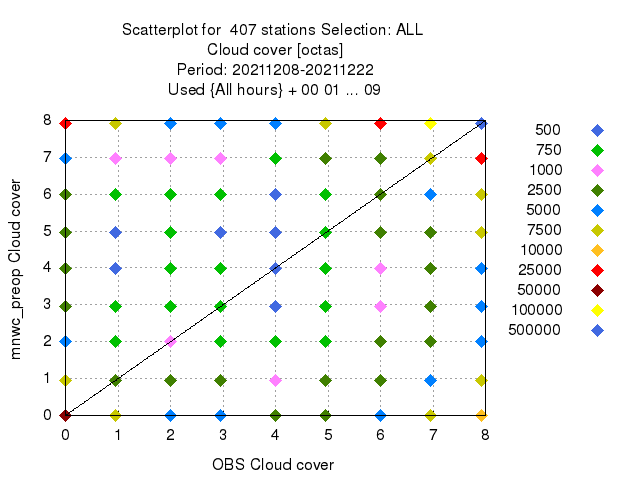 Scatterplot for  407 stations Selection: ALL
Cloud cover [octas]
Period: 20211208-20211222
Used {All hours} + 00 01 ... 09
mnwc_preop Cloud cover
8
7
6
5
4
3
2
1
0
0 1 2 3 4 5 6 7 8
OBS Cloud cover
500
750
1000
2500
5000
7500
10000
25000
50000
100000
500000